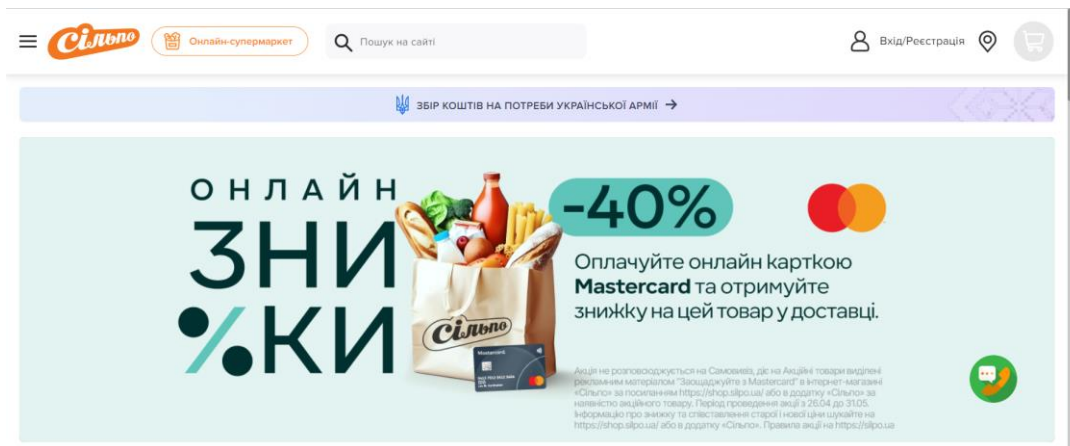 Сільпо
Онлайн-супермаркет
Пошук на сайті
Вхід/Реєстрація
ЗБІР КОШТІВ НА ПОТРЕБИ УКРАЇНСЬКОЇ АРМІЇ →
ОНЛАЙН
ЗНИ
%КИ
Сільпо
Mastercard
-40%
Оплачуйте онлайн карткою
Mastercard та отримуйте
знижку на цей товар у доставці.
Акція не розповсюджується на Самовивіз, діє на Акційні товари виділені
рекламним матеріалом "Заощаджуйте з Mastercard" в інтернет-магазині
«Сільпо» за посиланням https://shop.silpo.ua/ або в додатку «Сільпо» за
наявністю акційного товару. Період проведення акції з 26.04 до 31.05.
Інформацію про знижку та співставлення старої і нової ціни шукайте на
https://shop.silpo.ua/ або в додатку «Сільпо». Правила акції на https://silpo.ua